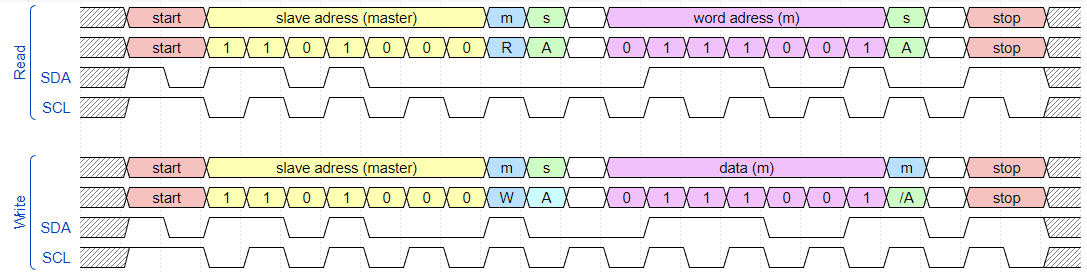 Read
start slave adress (master) m s word adress (m) s stop
start 1 1 0 1 0 0 0 R A 0 1 1 1 0 0 1 A stop
SDA
SCL
Write
start slave adress (master) m s data (m) m stop
start 1 1 0 1 0 0 0 W A 0 1 1 1 0 0 1 /A stop
SDA
SCL